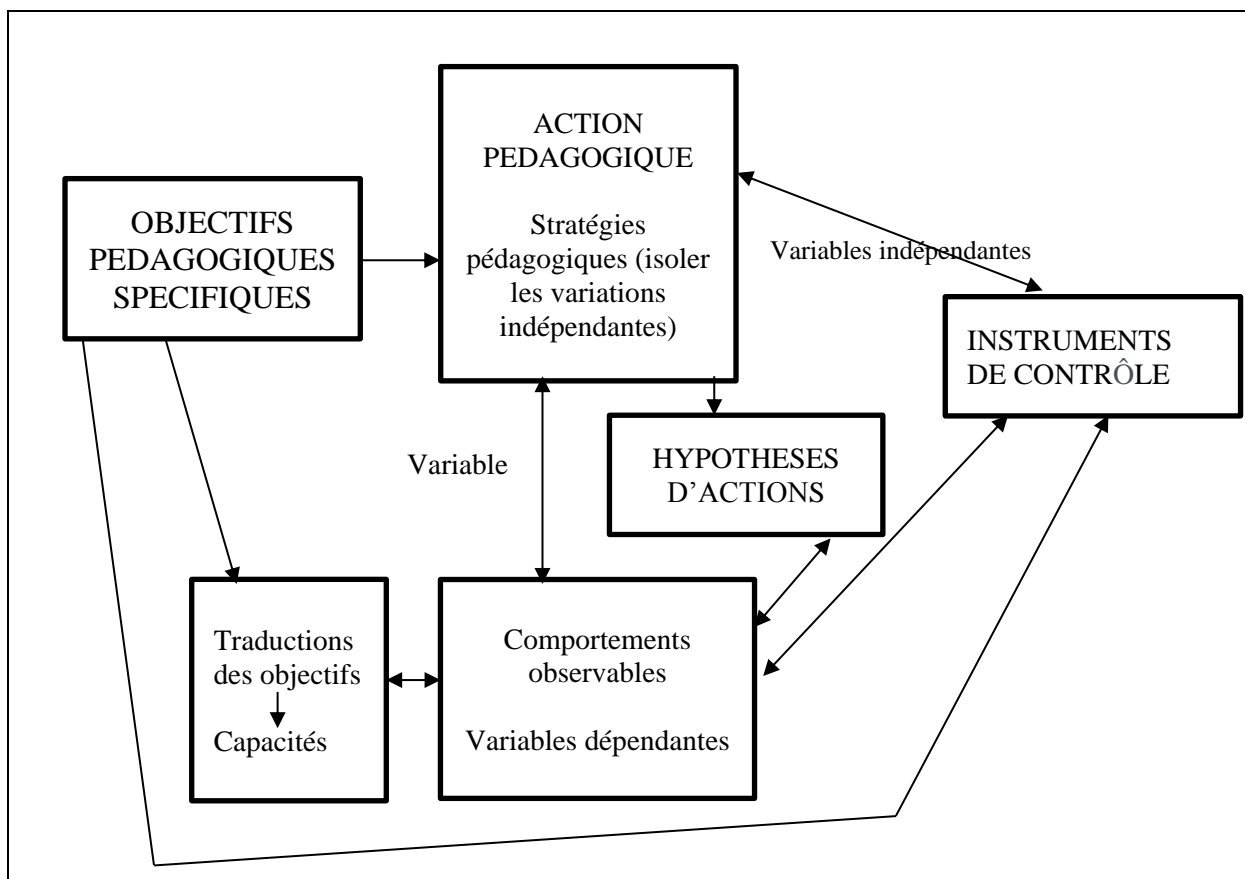 ACTION
PEDAGOGIQUE
Stratégies
pédagogiques (isoler
les variations
indépendantes)
OBJECTIFS
PEDAGOGIQUES
SPECIFIQUES
Variables indépendantes
INSTRUMENTS
DE CONTRÔLE
Variable
HYPOTHESES
D’ACTIONS
Traductions
des objectifs
Capacités
Comportements
observables
Variables dépendantes